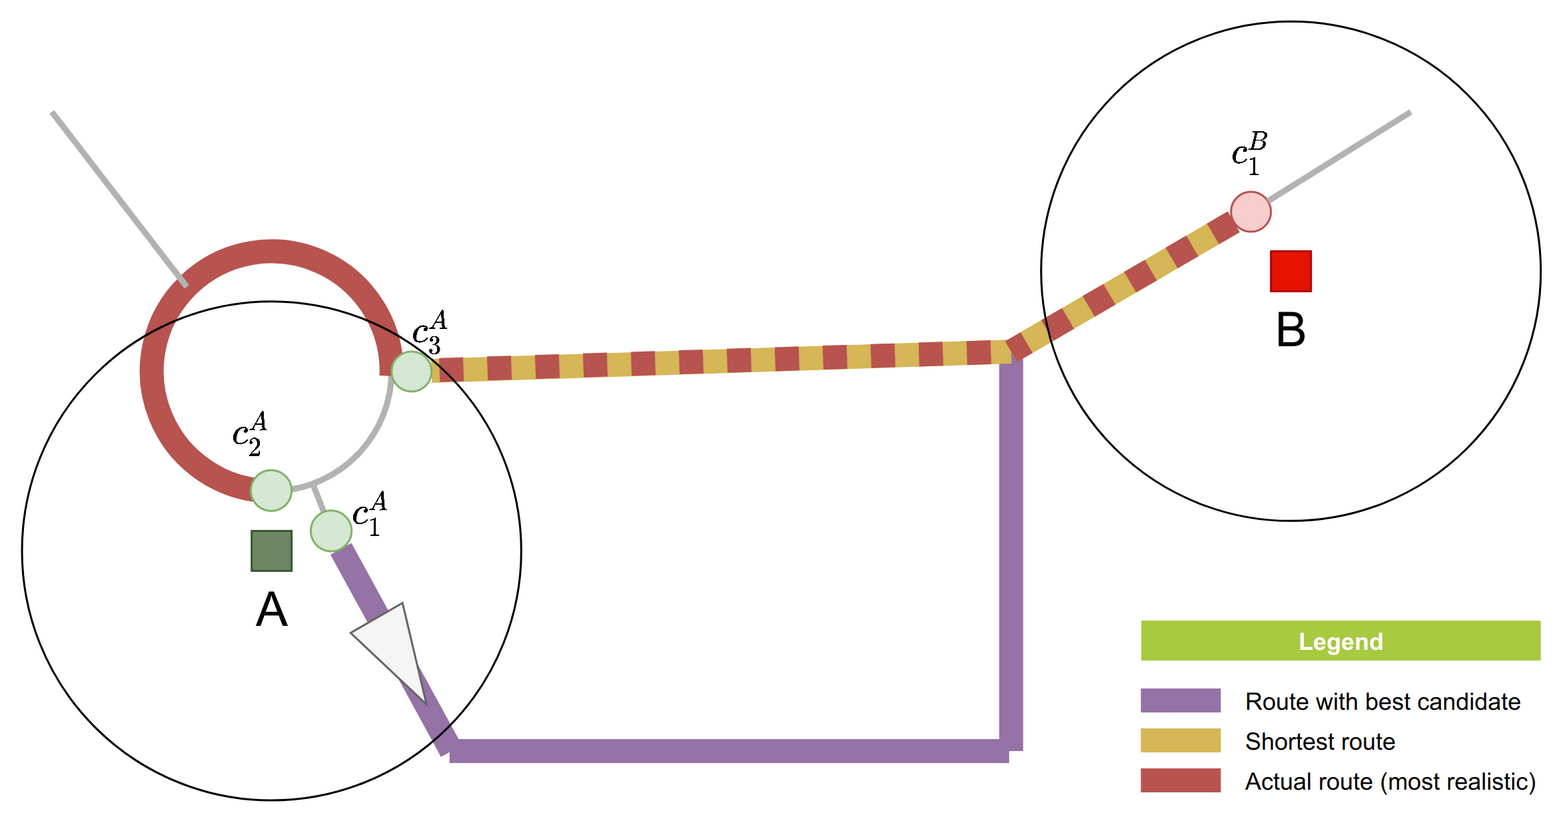 c_1^B
c_3^A
B
c_2^A
c_1^A
A
Legend
Route with best candidate
Shortest route
Actual route (most realistic)